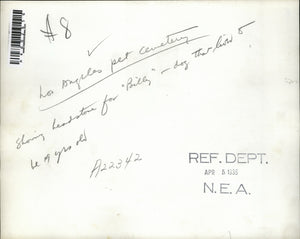 #8
Los Angeles pet cemetery
Showing headstone for "Billy" - dog that lived to
be 19 yrs old
A22342
REF. DEPT.
APR 5 1935
N.E.A.